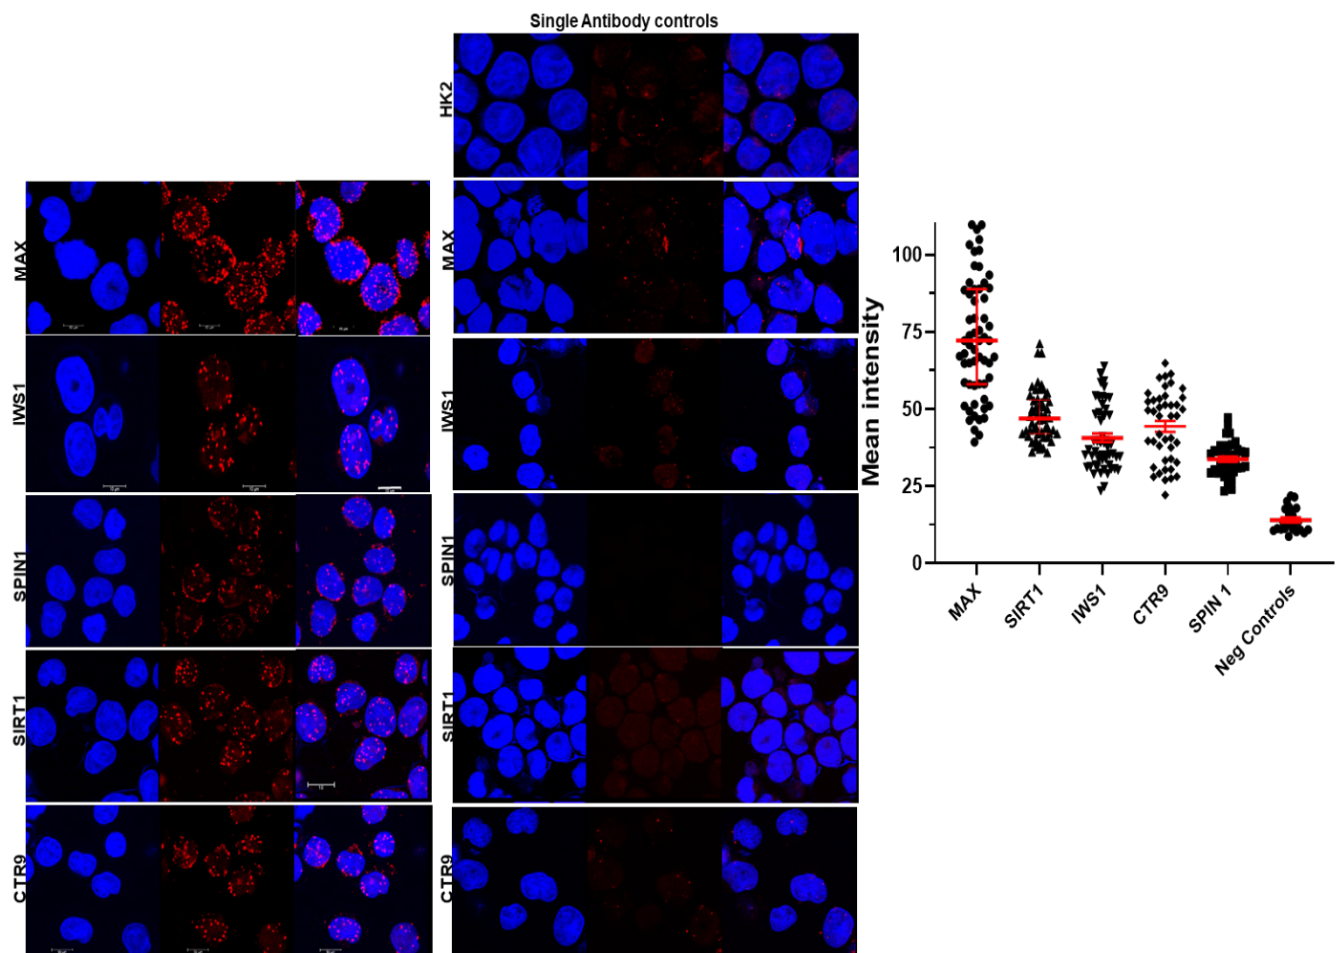 Single Antibody controls
HK2
MAX
IWS1
SPIN1
SIRT1
CTR9
MAX
IWS1
SPIN1
SIRT1
CTR9
Mean intensity
100
75
50
25
0
MAX
SIRT1
IWS1
CTR9
SPIN 1
Neg Controls